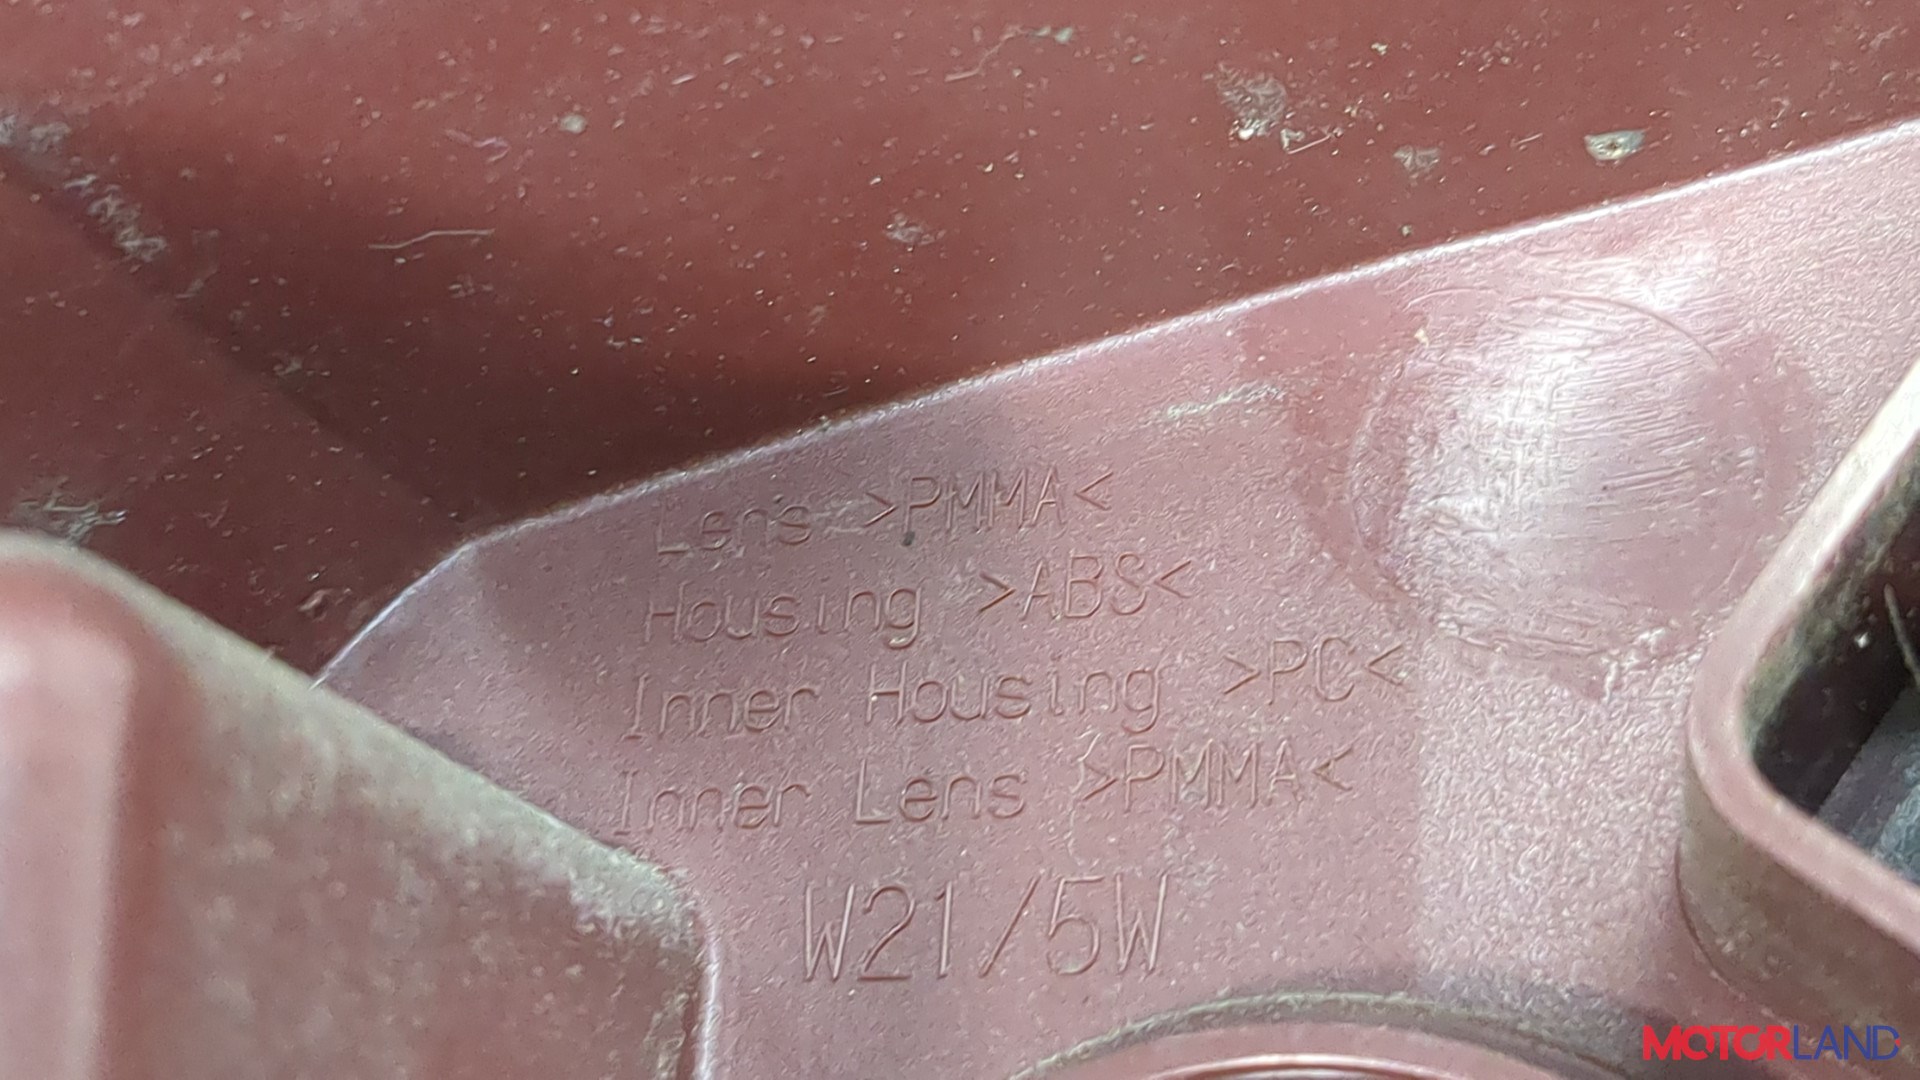 Lens >PMMA<
Housing >ABS<
Inner Housing >PC<
Inner Lens >PMMA<
W21/5W
MOTORLAND